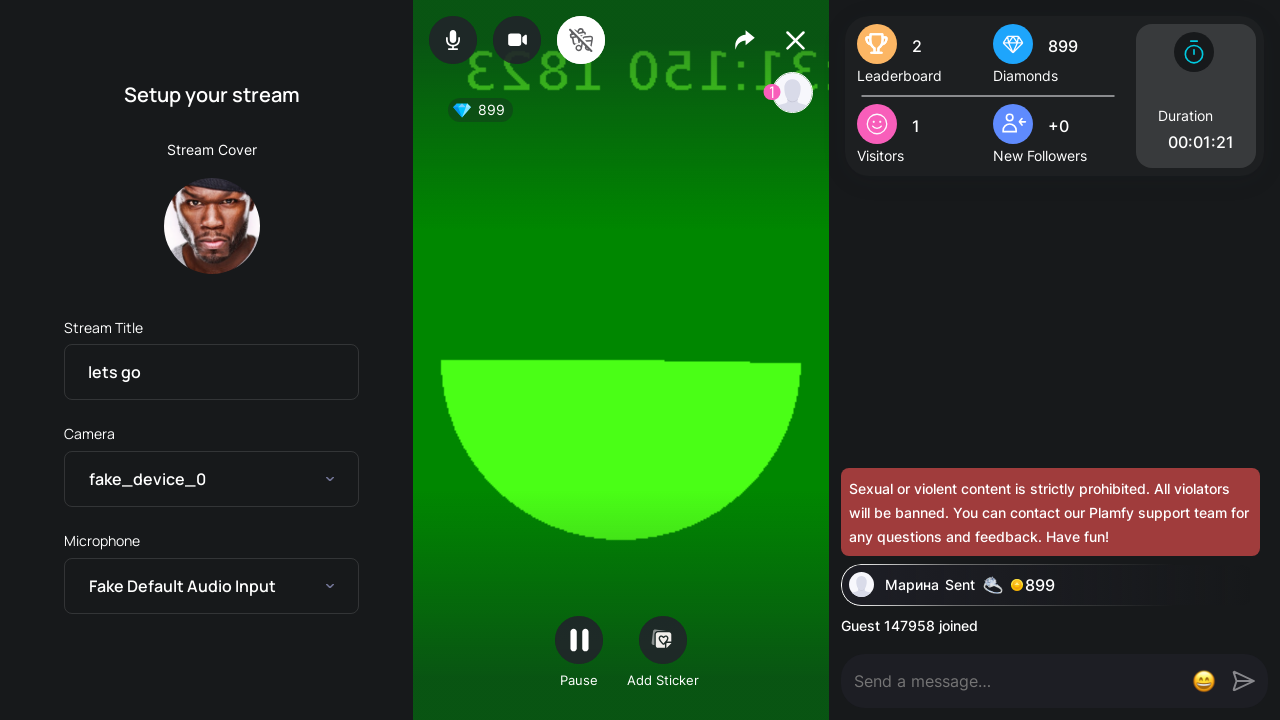 Setup your stream
Stream Cover
Stream Title
lets go
Camera
fake_device_0
Microphone
Fake Default Audio Input
899
1
Pause
Add Sticker
2
Leaderboard
899
Diamonds
1
Visitors
+0
New Followers
Duration
00:01:21
Sexual or violent content is strictly prohibited. All violators
will be banned. You can contact our Plamfy support team for
any questions and feedback. Have fun!
Марина Sent 899
Guest 147958 joined
Send a message...